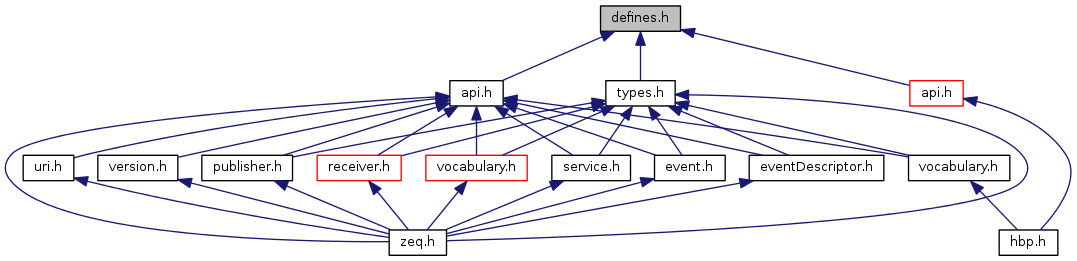 defines.h
api.h
types.h
api.h
uri.h
version.h
publisher.h
receiver.h
vocabulary.h
service.h
event.h
eventDescriptor.h
vocabulary.h
zeq.h
hbp.h